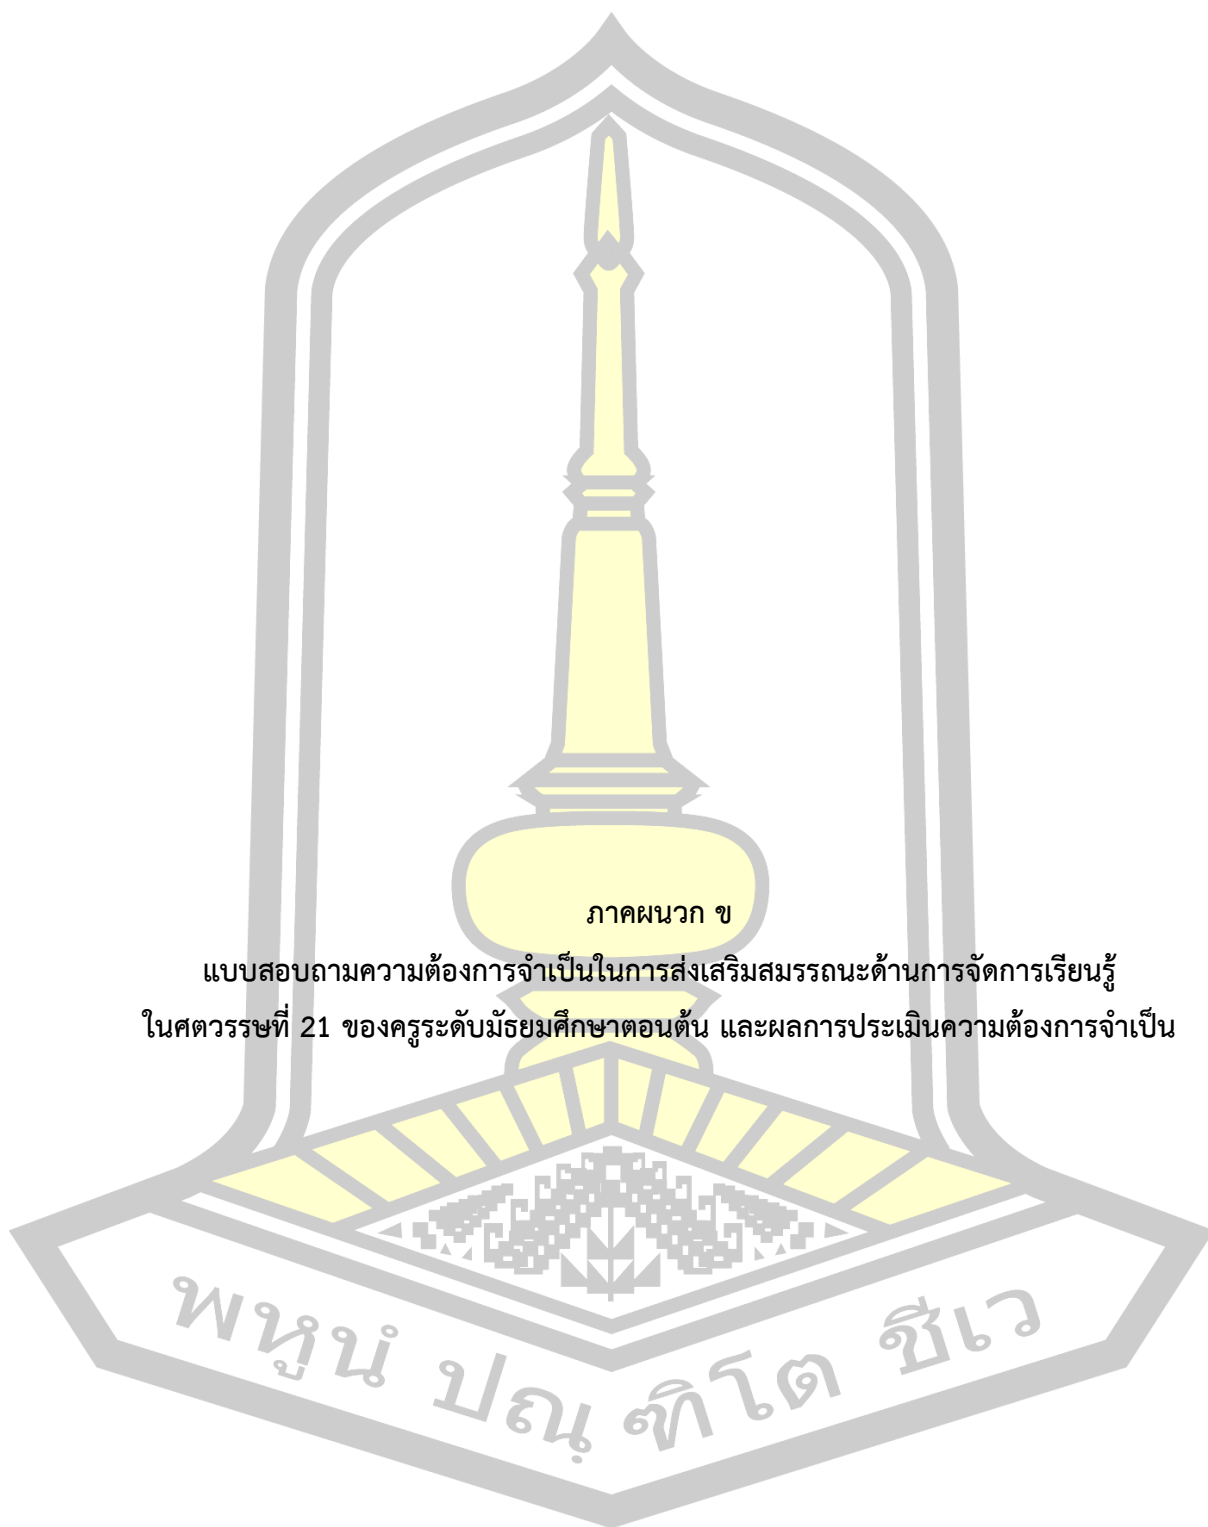 ภาคผนวก ข
แบบสอบถามความต้องการจำเป็นในการส่งเสริมสมรรถนะด้านการจัดการเรียนรู้
ในศตวรรษที่ 21 ของครูระดับมัธยมศึกษาตอนต้น และผลการประเมินความต้องการจำเป็น
พหูนํ ปณฺฑิโต ชีเว